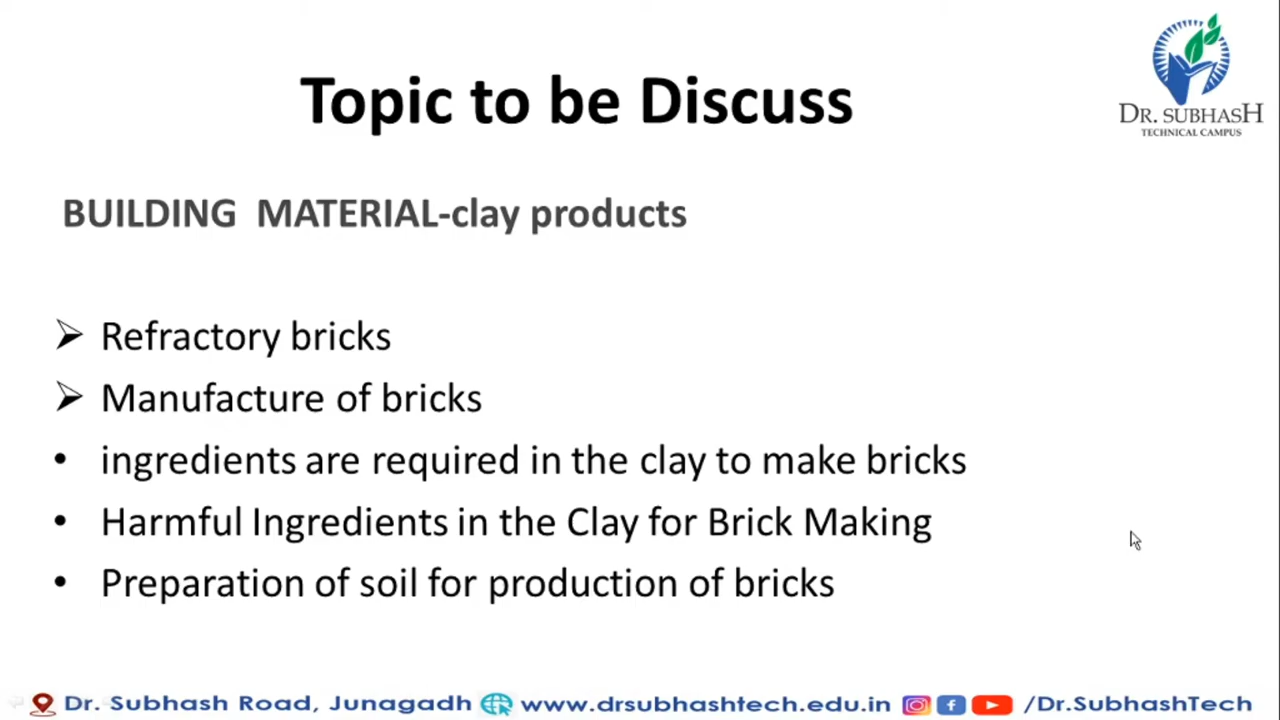 Topic to be Discuss
DR. SUBHASH
TECHNICAL CAMPUS
BUILDING MATERIAL-clay products
➢ Refractory bricks
➢ Manufacture of bricks
• ingredients are required in the clay to make bricks
• Harmful Ingredients in the Clay for Brick Making
• Preparation of soil for production of bricks
Dr. Subhash Road, Junagadh www.drsubhashtech.edu.in /Dr.SubhashTech